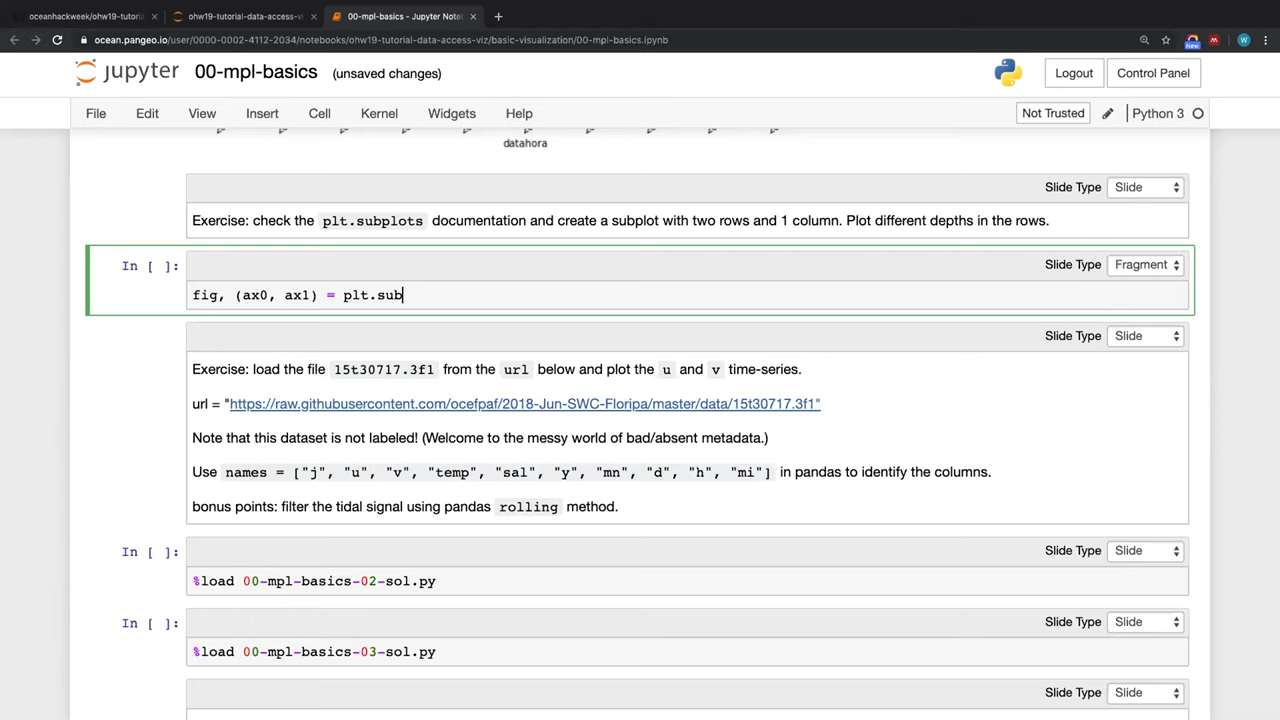 oceanhackweek/ohw19-tutori
ohw19-tutorial-data-access-v
00-mpl-basics - Jupyter Note
ocean.pangeo.io/user/0000-0002-4112-2034/notebooks/ohw19-tutorial-data-access-viz/basic-visualization/00-mpl-basics.ipynb
New
W
jupyter 00-mpl-basics (unsaved changes)
Logout
Control Panel
File Edit View Insert Cell Kernel Widgets Help
Not Trusted
Python 3
datahora
Slide Type Slide
Exercise: check the plt.subplots documentation and create a subplot with two rows and 1 column. Plot different depths in the rows.
In [ ]:
Slide Type Fragment
fig, (ax0, ax1) = plt.sub
Slide Type Slide
Exercise: load the file 15t30717.3f1 from the url below and plot the u and v time-series.
url = "https://raw.githubusercontent.com/ocefpaf/2018-Jun-SWC-Floripa/master/data/15t30717.3f1"
Note that this dataset is not labeled! (Welcome to the messy world of bad/absent metadata.)
Use names = ["j", "u", "v", "temp", "sal", "y", "mn", "d", "h", "mi"] in pandas to identify the columns.
bonus points: filter the tidal signal using pandas rolling method.
In [ ]:
Slide Type Slide
%load 00-mpl-basics-02-sol.py
In [ ]:
Slide Type Slide
%load 00-mpl-basics-03-sol.py
Slide Type Slide